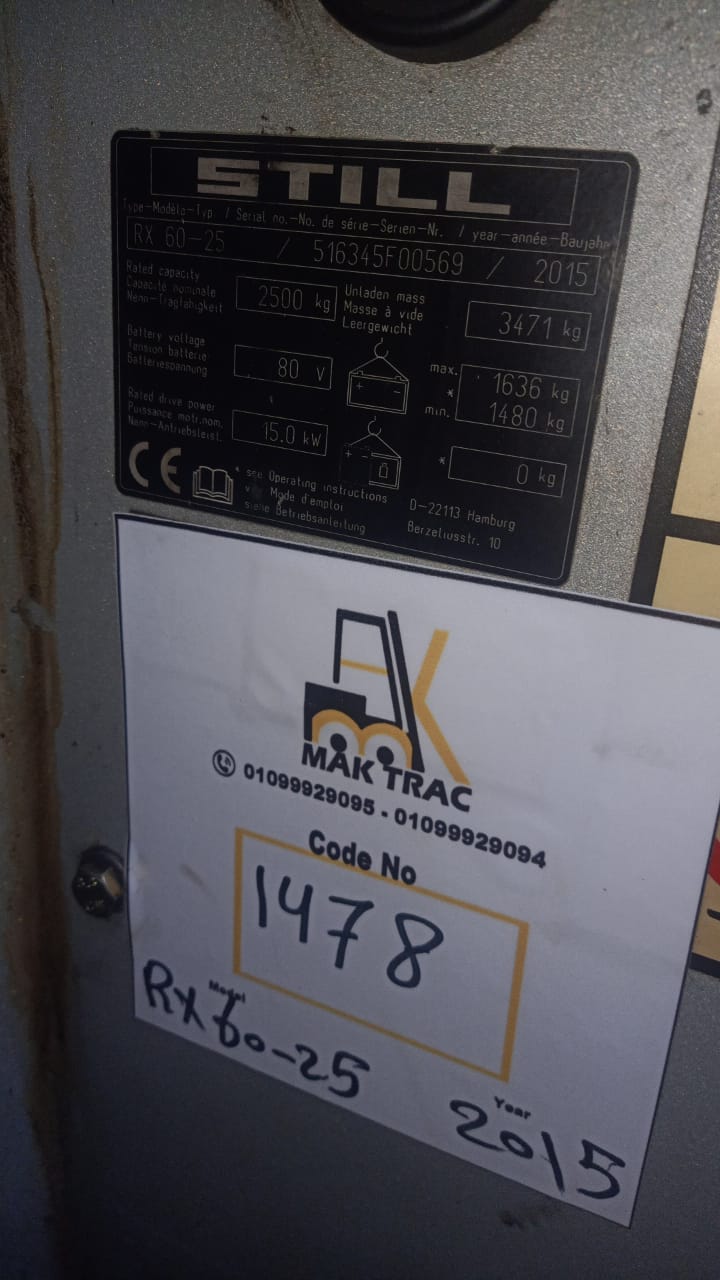 STILL
Type-Modèle-Typ / Serial no.-No. de série-Serien-Nr. / year-année-Baujahr
RX 60-25 / 516345F00569 / 2015
Rated capacity
Capacité nominale
Nenn-Tragfähigkeit
2500 kg
Unladen mass
Masse à vide
Leergewicht
3471 kg
Battery voltage
Tension batterie
Batteriespannung
80 V
max. 1636 kg
*
min. 1480 kg
Rated drive power
Puissance motr.nom.
Nenn-Antriebsleist.
15.0 kW
* 0 kg
CE
* see Operating instructions
Mode d'emploi
siehe Betriebsanleitung
D-22113 Hamburg
Berzeliusstr. 10
MAK TRAC
01099929095 - 01099929094
Code No
1478
Model
RX 60-25
Year
2015